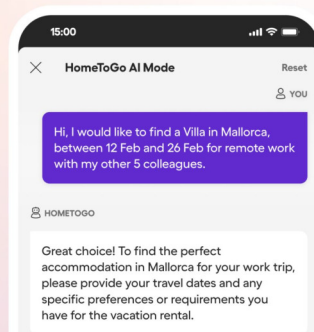 15:00
HomeToGo AI Mode
Reset
YOU
Hi, I would like to find a Villa in Mallorca,
between 12 Feb and 26 Feb for remote work
with my other 5 colleagues.
HOMETOGO
Great choice! To find the perfect
accommodation in Mallorca for your work trip,
please provide your travel dates and any
specific preferences or requirements you
have for the vacation rental.